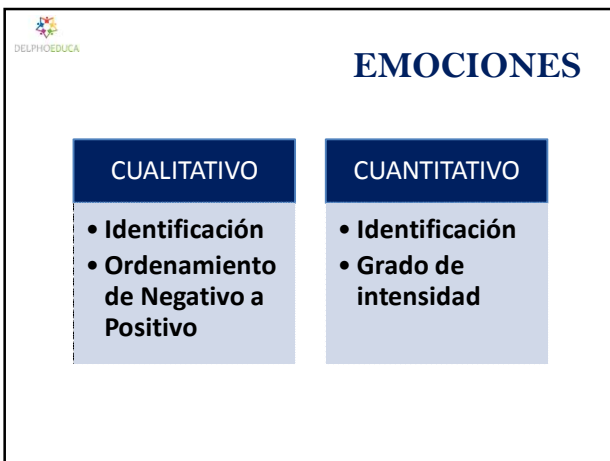 DELPHOEDUCA
EMOCIONES
CUALITATIVO
• Identificación
• Ordenamiento
de Negativo a
Positivo
CUANTITATIVO
• Identificación
• Grado de
intensidad